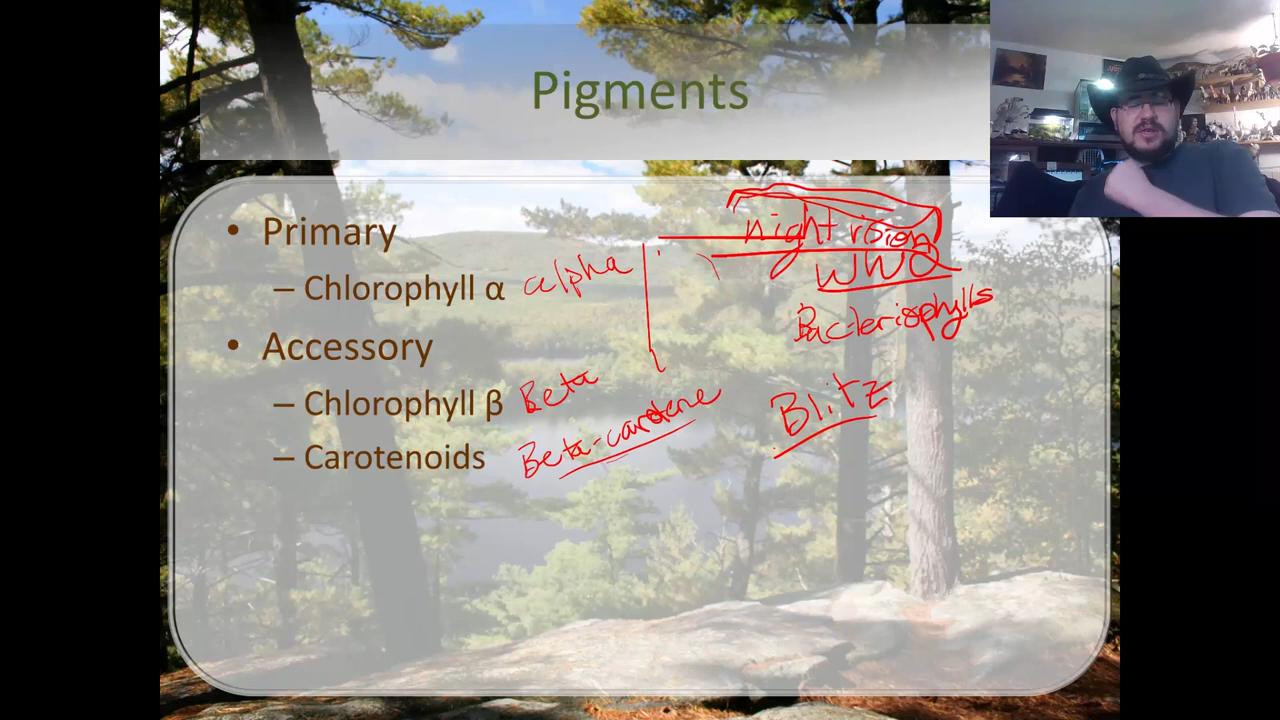 Pigments
• Primary
– Chlorophyll α
alpha
• Accessory
– Chlorophyll β
Beta
– Carotenoids
Beta-carotene
night vision
WWII
Bacteriophylls
Blitz